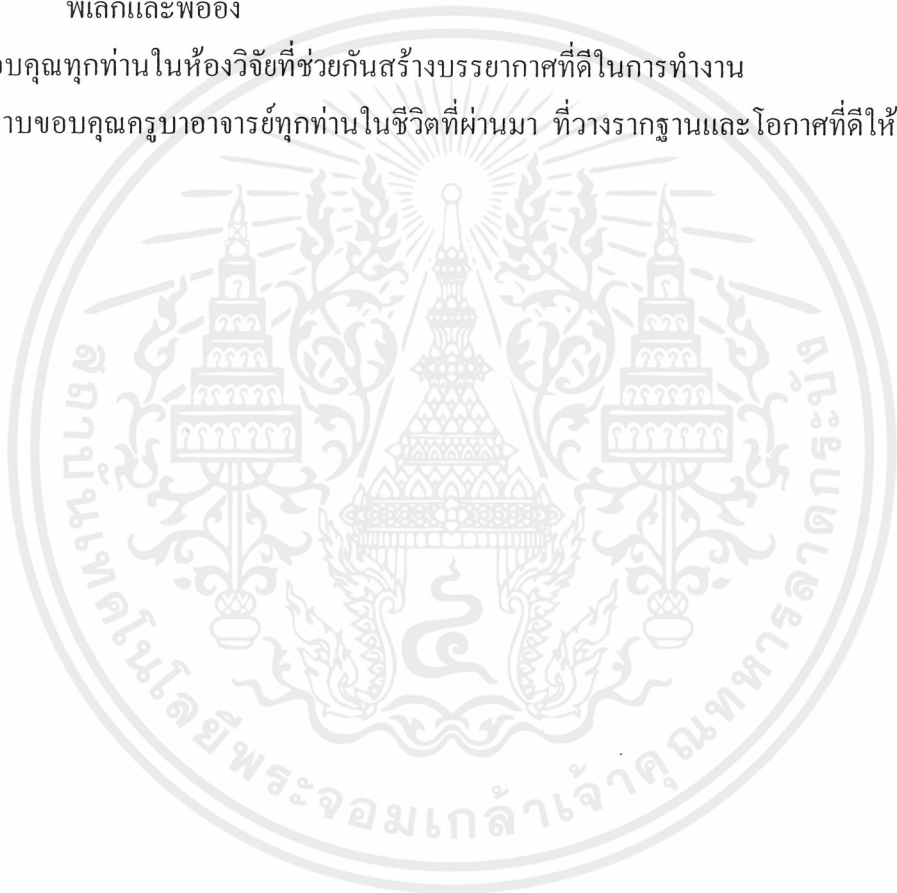 พี่เล็กและพี่อ๋อง
อบคุณทุกท่านในห้องวิจัยที่ช่วยกันสร้างบรรยากาศที่ดีในการทำงาน
าบขอบคุณครูบาอาจารย์ทุกท่านในชีวิตที่ผ่านมา ที่วางรากฐานและโอกาสที่ดีให้
๔
สถาบันเทคโนโลยีพระจอมเกล้าเจ้าคุณทหารลาดกระบัง